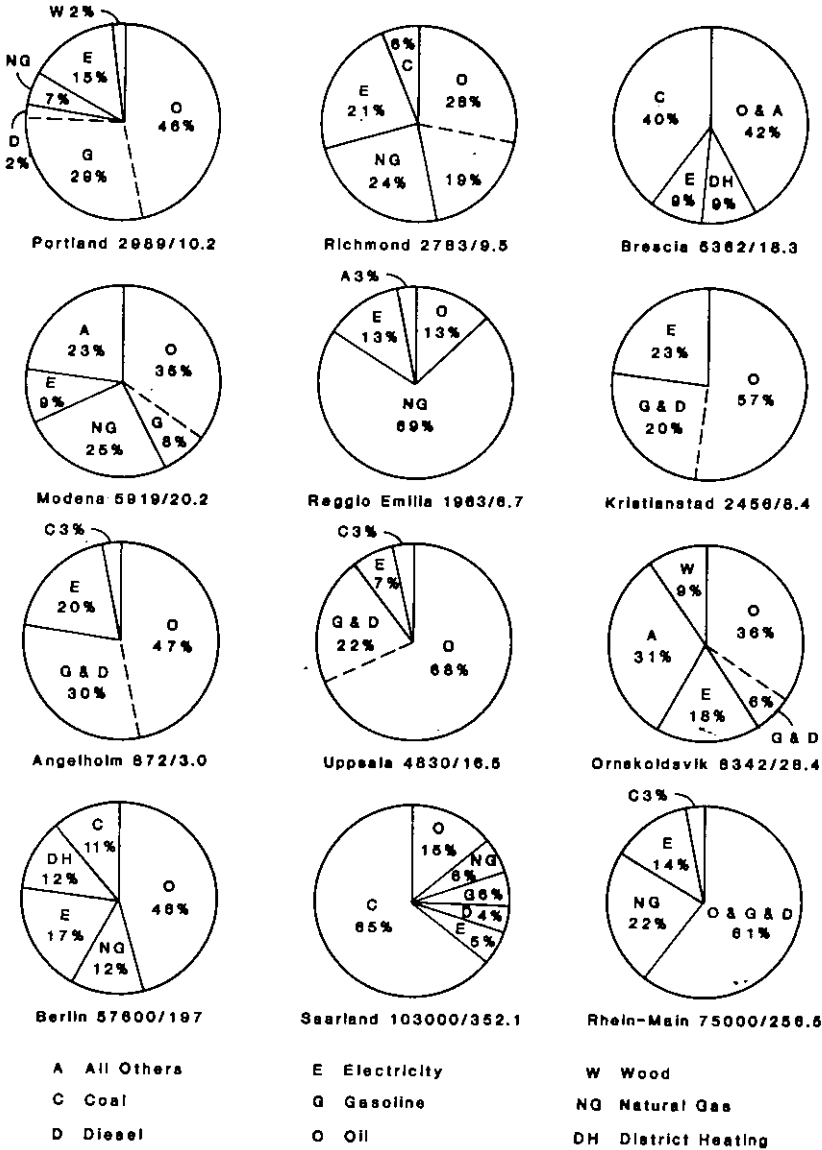 W 2%
NG
E
15%
7%
O
46%
D
2%
G
29%
Portland 2989/10.2
6%
C
O
28%
E
21%
NG
24%
19%
Richmond 2783/9.5
C
40%
O & A
42%
E
9%
DH
9%
Brescia 5362/18.3
A
23%
O
35%
E
9%
NG
25%
G
8%
Modena 5919/20.2
A 3%
E
13%
O
13%
NG
69%
Reggio Emilia 1963/6.7
E
23%
O
57%
G & D
20%
Kristianstad 2456/8.4
C 3%
E
20%
O
47%
G & D
30%
Angelholm 872/3.0
C 3%
E
7%
G & D
22%
O
68%
Uppsala 4830/16.5
W
9%
O
36%
A
31%
E
18%
6%
G & D
Ornskoldsvik 8342/28.4
C
11%
DH
12%
O
46%
E
17%
NG
12%
Berlin 57600/197
O
15%
NG
6%
G 6%
D 4%
E
5%
C
65%
Saarland 103000/352.1
C 3%
E
14%
NG
22%
O & G & D
61%
Rhein-Main 75000/256.5
A All Others
E Electricity
W Wood
C Coal
G Gasoline
NG Natural Gas
D Diesel
O Oil
DH District Heating